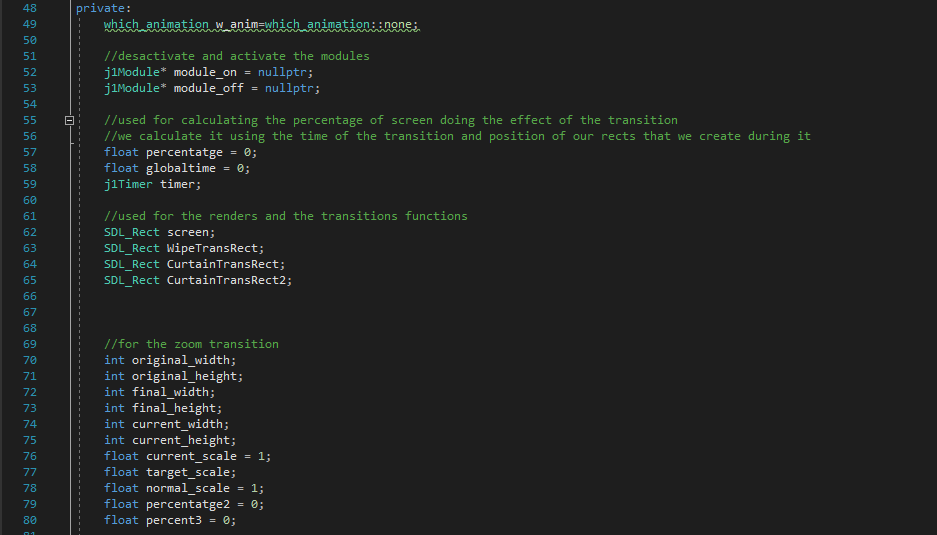 48 private:
49 which_animation w_anim=which_animation::none;
50
51 //desactivate and activate the modules
52 j1Module* module_on = nullptr;
53 j1Module* module_off = nullptr;
54
55 //used for calculating the percentage of screen doing the effect of the transition
56 //we calculate it using the time of the transition and position of our rects that we create during it
57 float percentatge = 0;
58 float globaltime = 0;
59 j1Timer timer;
60
61 //used for the renders and the transitions functions
62 SDL_Rect screen;
63 SDL_Rect WipeTransRect;
64 SDL_Rect CurtainTransRect;
65 SDL_Rect CurtainTransRect2;
66
67
68
69 //for the zoom transition
70 int original_width;
71 int original_height;
72 int final_width;
73 int final_height;
74 int current_width;
75 int current_height;
76 float current_scale = 1;
77 float target_scale;
78 float normal_scale = 1;
79 float percentatge2 = 0;
80 float percent3 = 0;